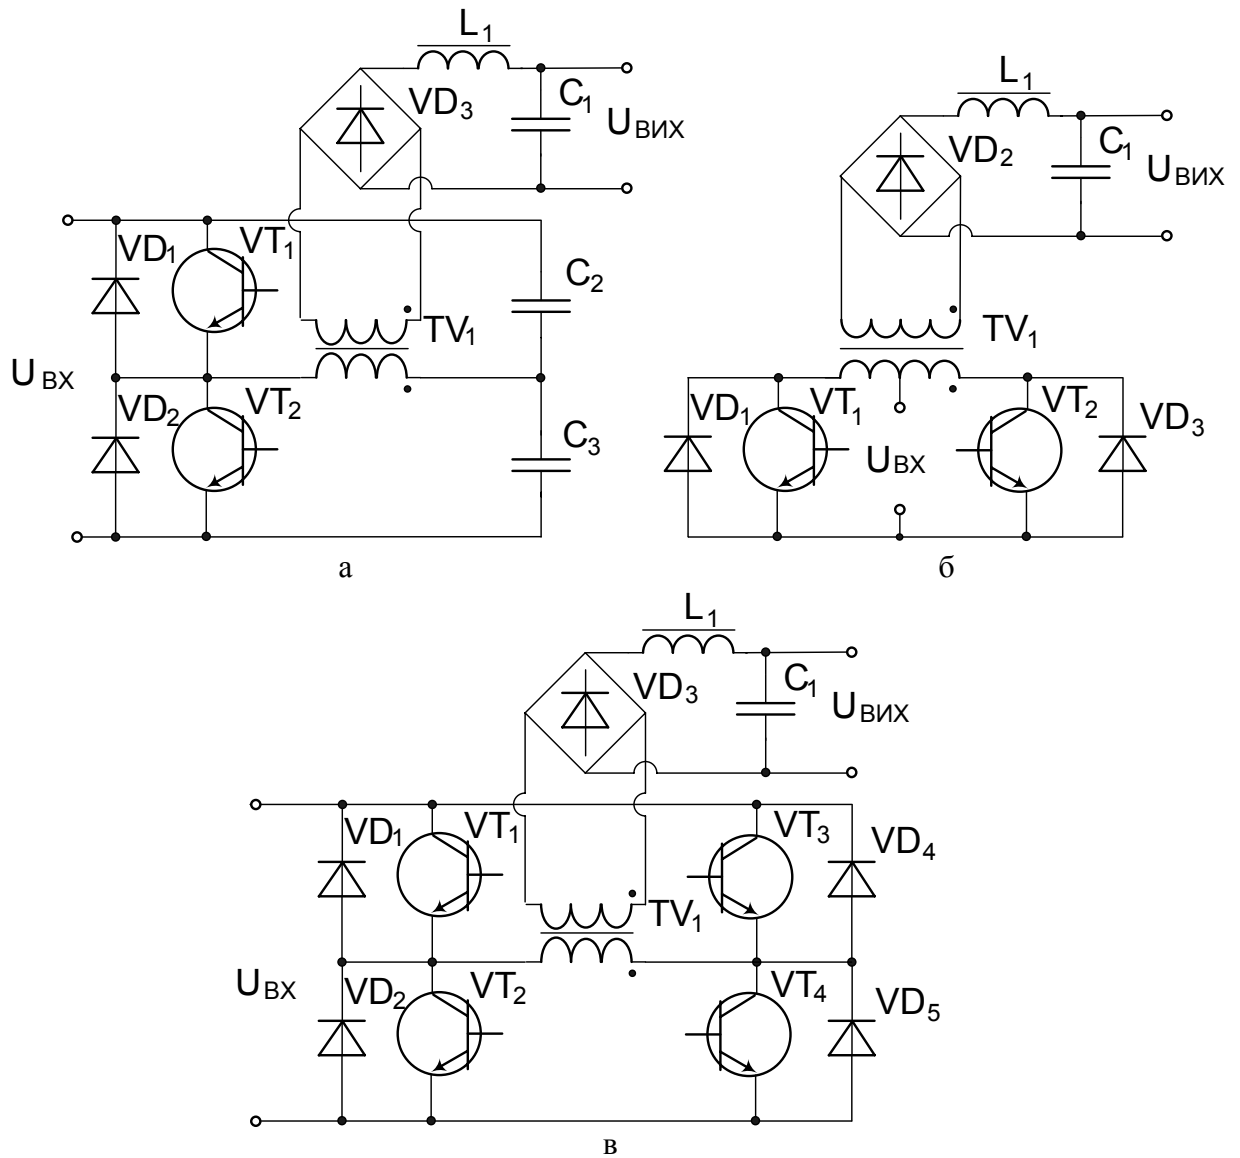 L1
VD3
C1
UВИХ
VD1
VT1
C2
TV1
UВХ
VD2
VT2
C3
а
L1
VD2
C1
UВИХ
TV1
VD1
VT1
UВХ
VT2
VD3
б
L1
VD3
C1
UВИХ
VD1
VT1
VT3
VD4
TV1
UВХ
VD2
VT2
VT4
VD5
в